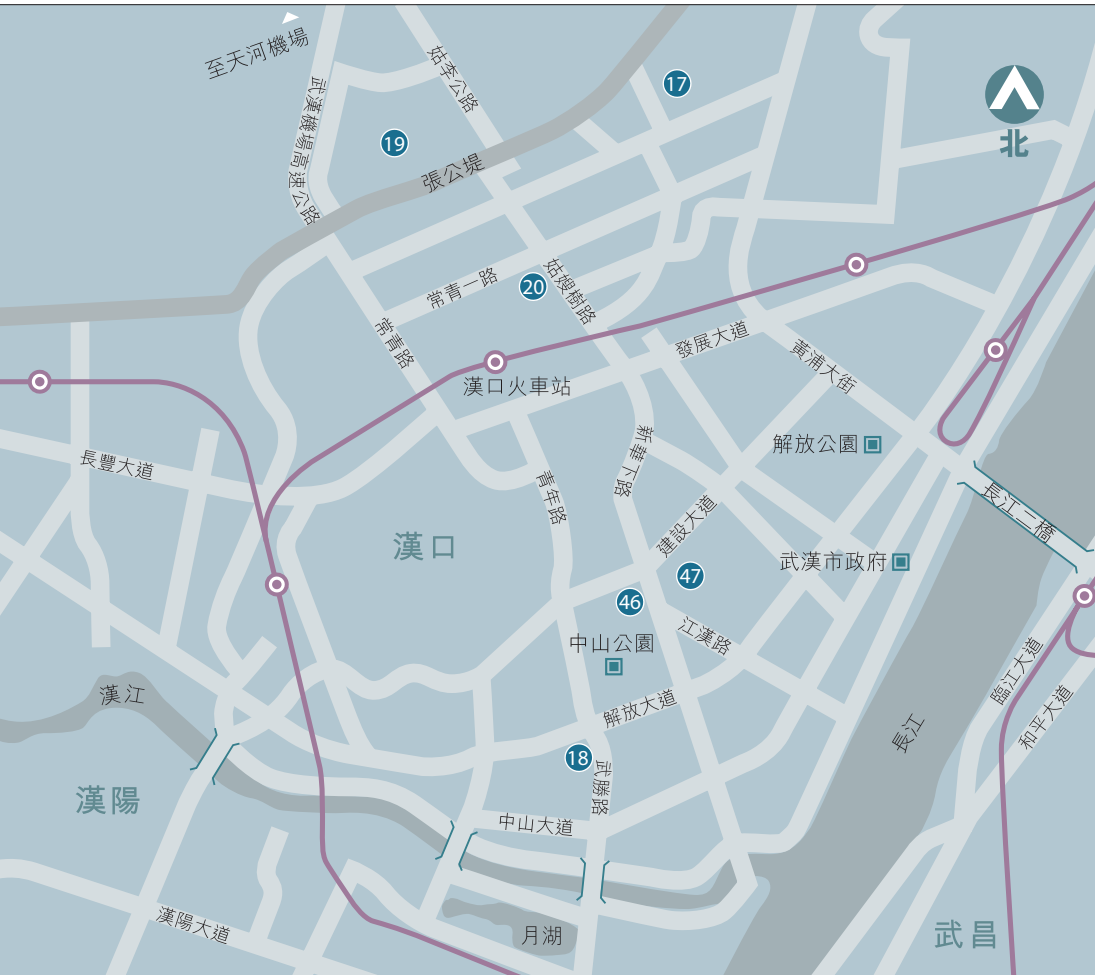 至天河機場
姑李公路
17
北
武漢機場高速公路
19
張公堤
常青一路
20
姑嫂樹路
常青路
漢口火車站
發展大道
黃浦大街
解放公園
新華下路
長豐大道
青年路
長江二橋
建設大道
漢口
武漢市政府
47
46
中山公園
江漢路
臨江大道
漢江
解放大道
和平大道
長江
18
武勝路
漢陽
中山大道
漢陽大道
月湖
武昌